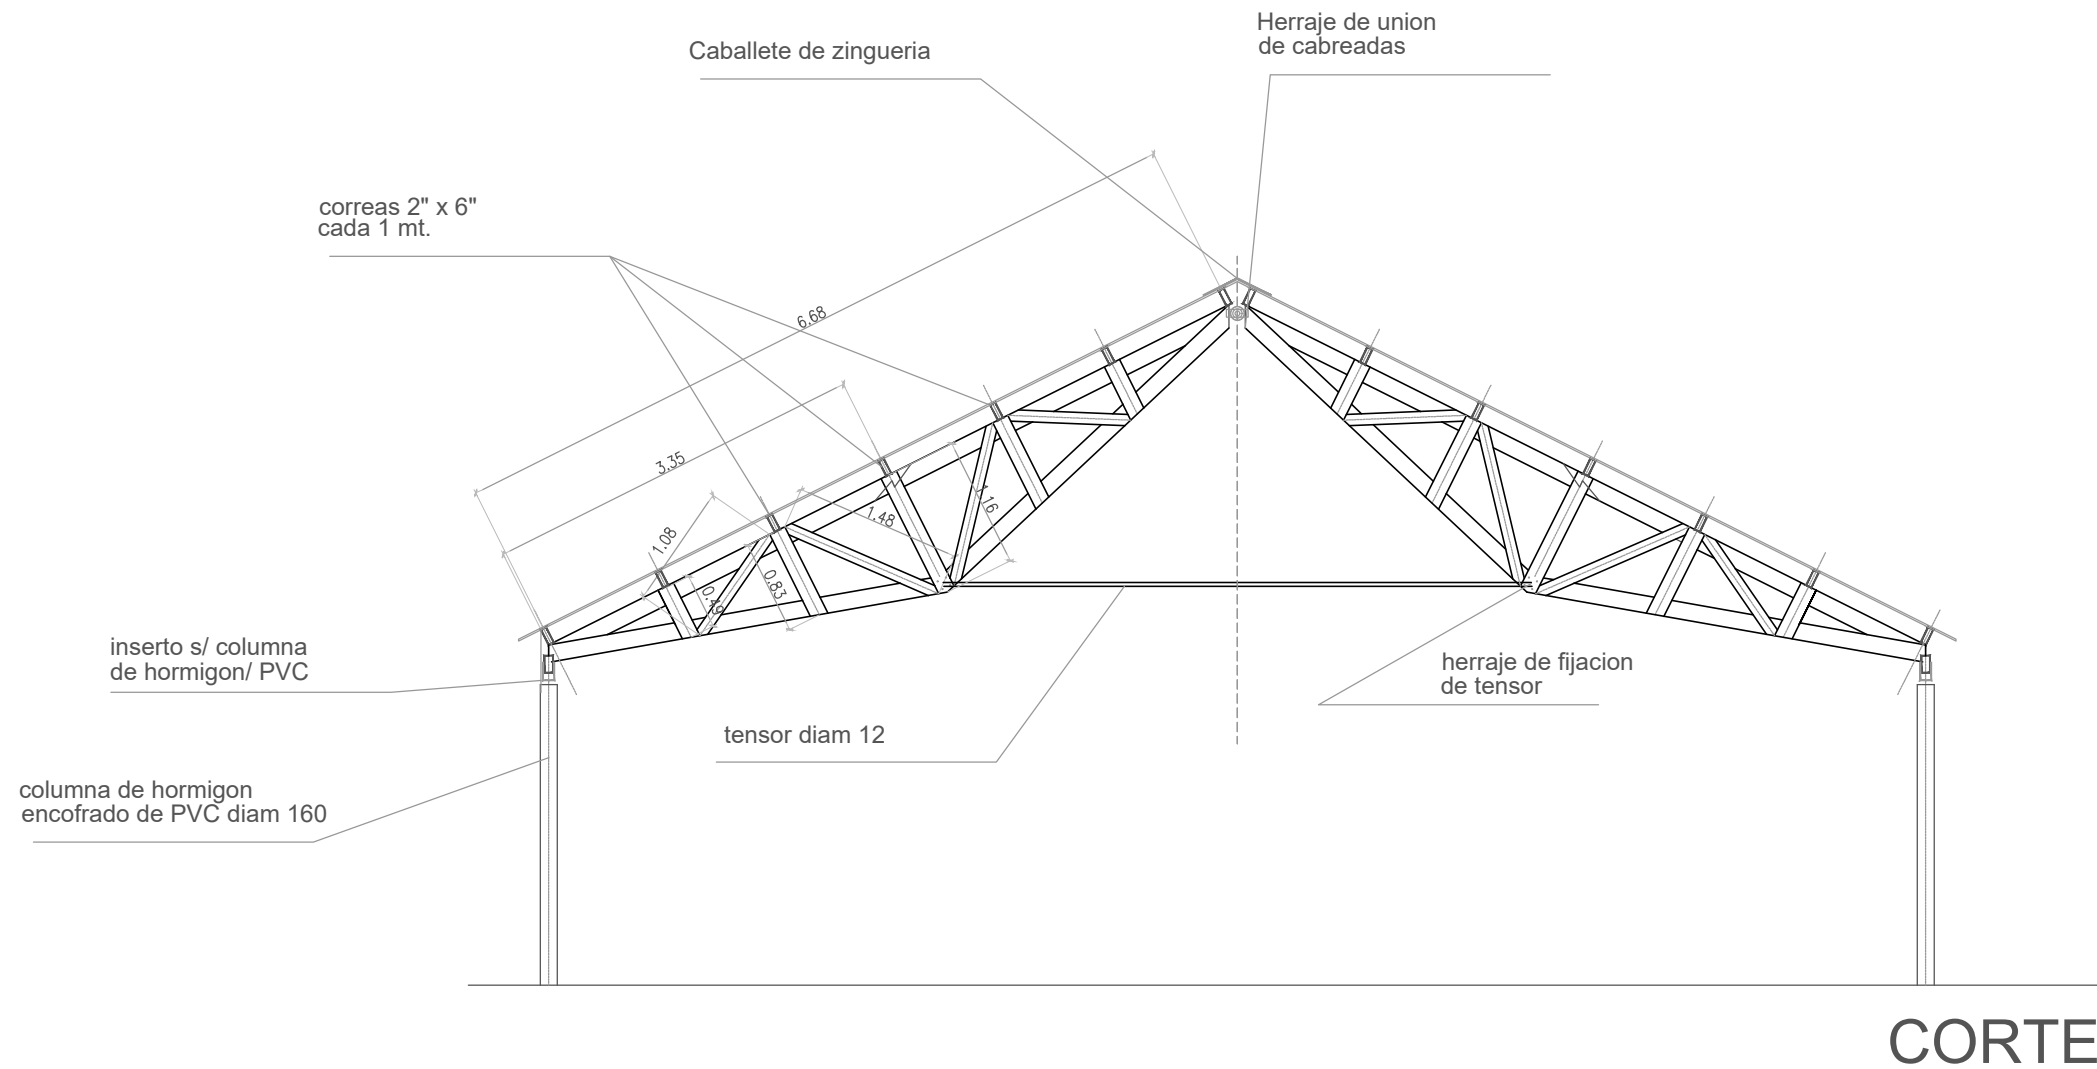 Herraje de union
de cabreadas
Caballete de zingueria
correas 2" x 6"
cada 1 mt.
6.68
3.35
1.16
1.48
1.08
0.83
0.49
inserto s/ columna
de hormigon/ PVC
herraje de fijacion
de tensor
tensor diam 12
columna de hormigon
encofrado de PVC diam 160
CORTE